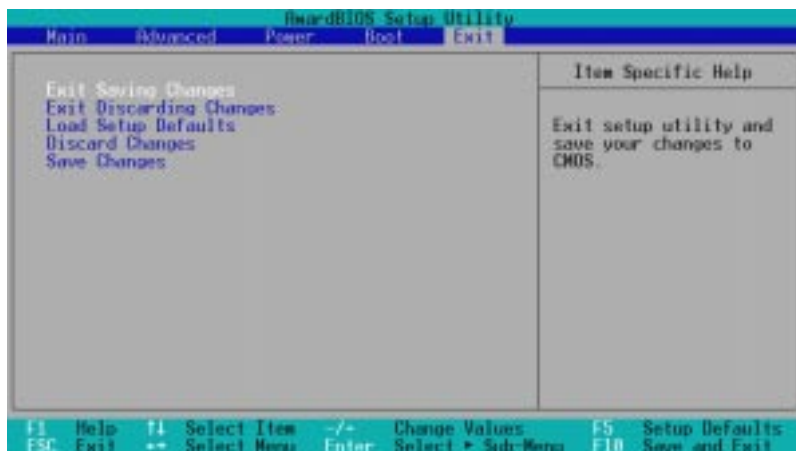 AwardBIOS Setup Utility
Main Advanced Power Boot Exit
Item Specific Help
Exit Saving Changes
Exit Discarding Changes
Load Setup Defaults
Discard Changes
Save Changes
Exit setup utility and
save your changes to
CMOS.
F1 Help ↑↓ Select Item -/+ Change Values F5 Setup Defaults
ESC Exit ←→ Select Menu Enter Select ► Sub-Menu F10 Save and Exit